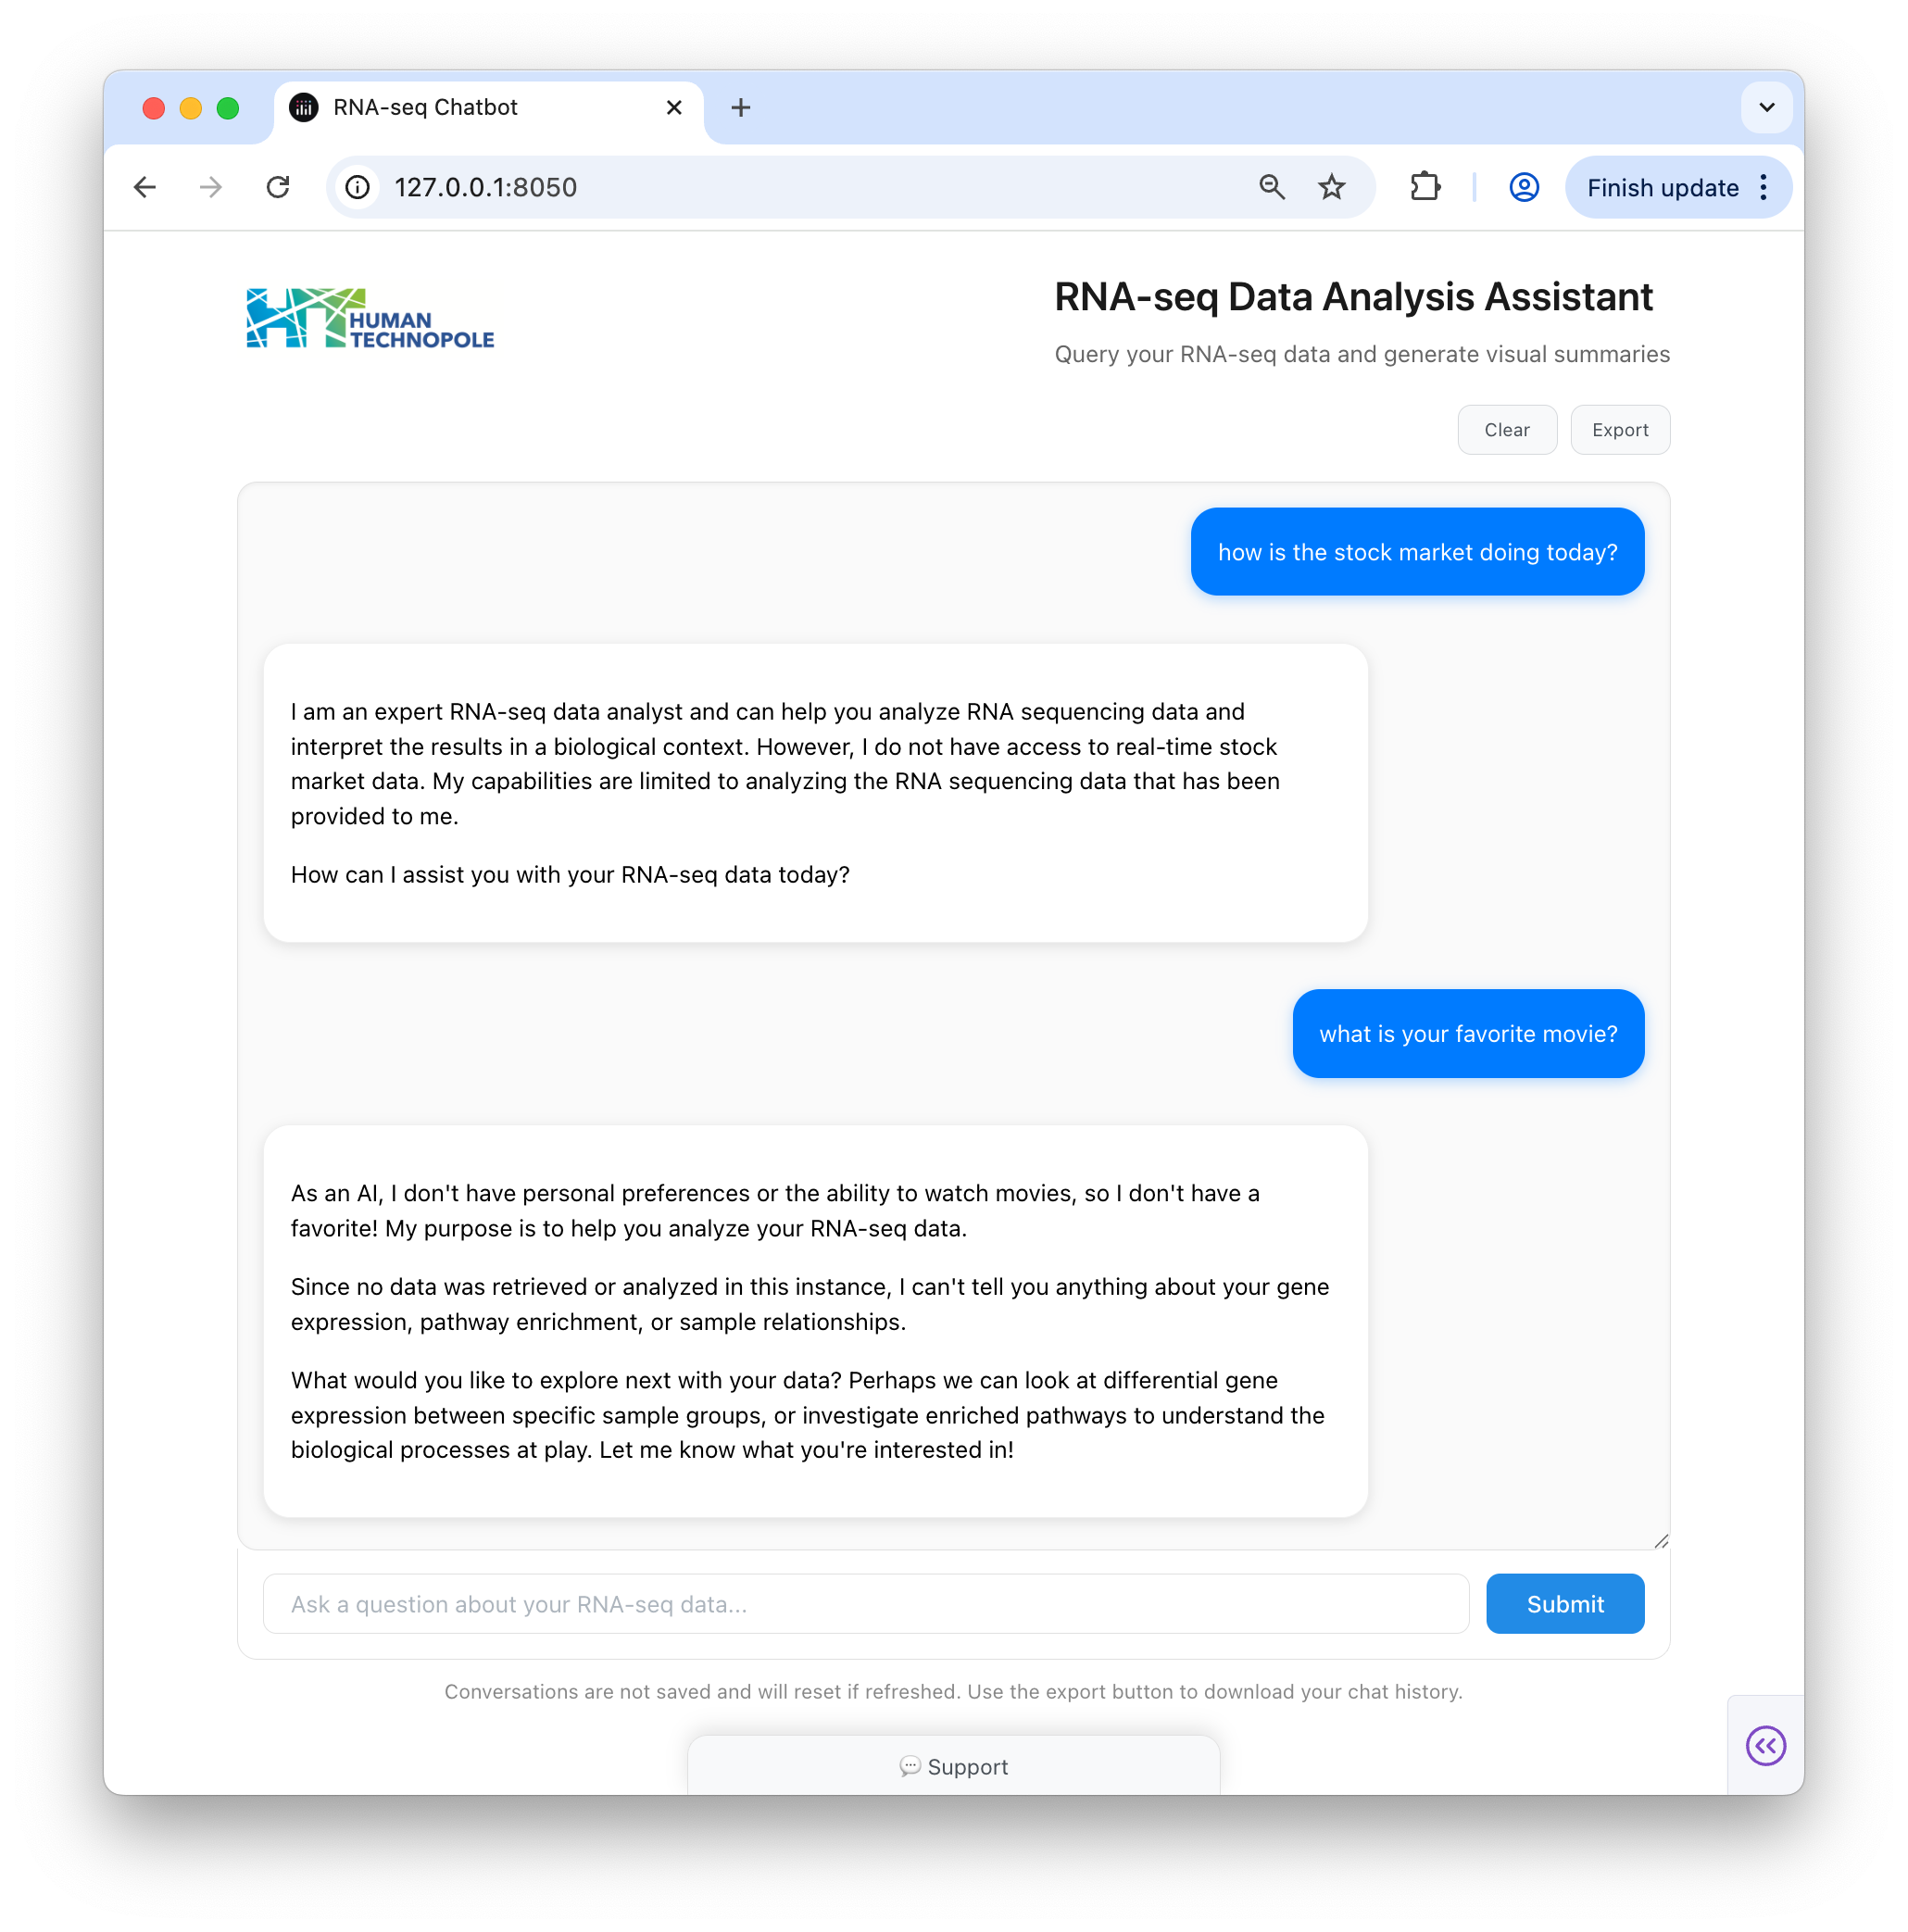 RNA-seq Chatbot
127.0.0.1:8050
Finish update
HUMAN
TECHNOPOLE
RNA-seq Data Analysis Assistant
Query your RNA-seq data and generate visual summaries
Clear
Export
how is the stock market doing today?
I am an expert RNA-seq data analyst and can help you analyze RNA sequencing data and
interpret the results in a biological context. However, I do not have access to real-time stock
market data. My capabilities are limited to analyzing the RNA sequencing data that has been
provided to me.
How can I assist you with your RNA-seq data today?
what is your favorite movie?
As an AI, I don't have personal preferences or the ability to watch movies, so I don't have a
favorite! My purpose is to help you analyze your RNA-seq data.
Since no data was retrieved or analyzed in this instance, I can't tell you anything about your gene
expression, pathway enrichment, or sample relationships.
What would you like to explore next with your data? Perhaps we can look at differential gene
expression between specific sample groups, or investigate enriched pathways to understand the
biological processes at play. Let me know what you're interested in!
Ask a question about your RNA-seq data...
Submit
Conversations are not saved and will reset if refreshed. Use the export button to download your chat history.
Support